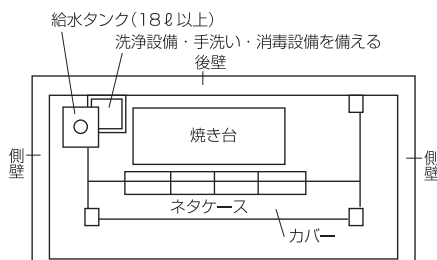 給水タンク(18ℓ以上)
洗浄設備・手洗い・消毒設備を備える
後壁
焼き台
側壁
側壁
ネタケース
カバー